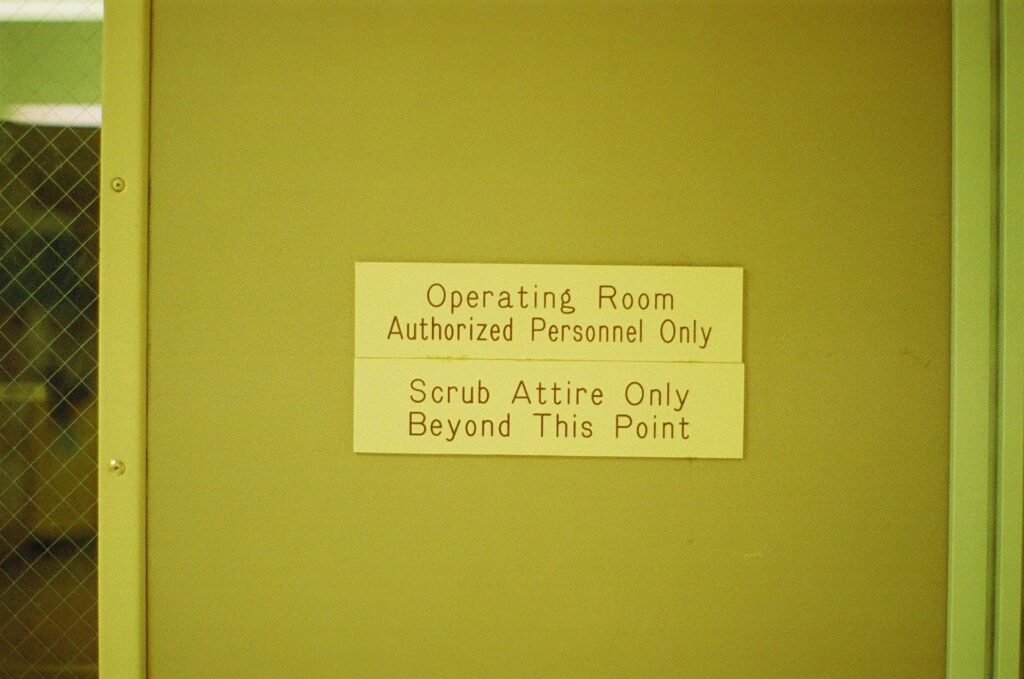 Operating Room
Authorized Personnel Only
Scrub Attire Only
Beyond This Point